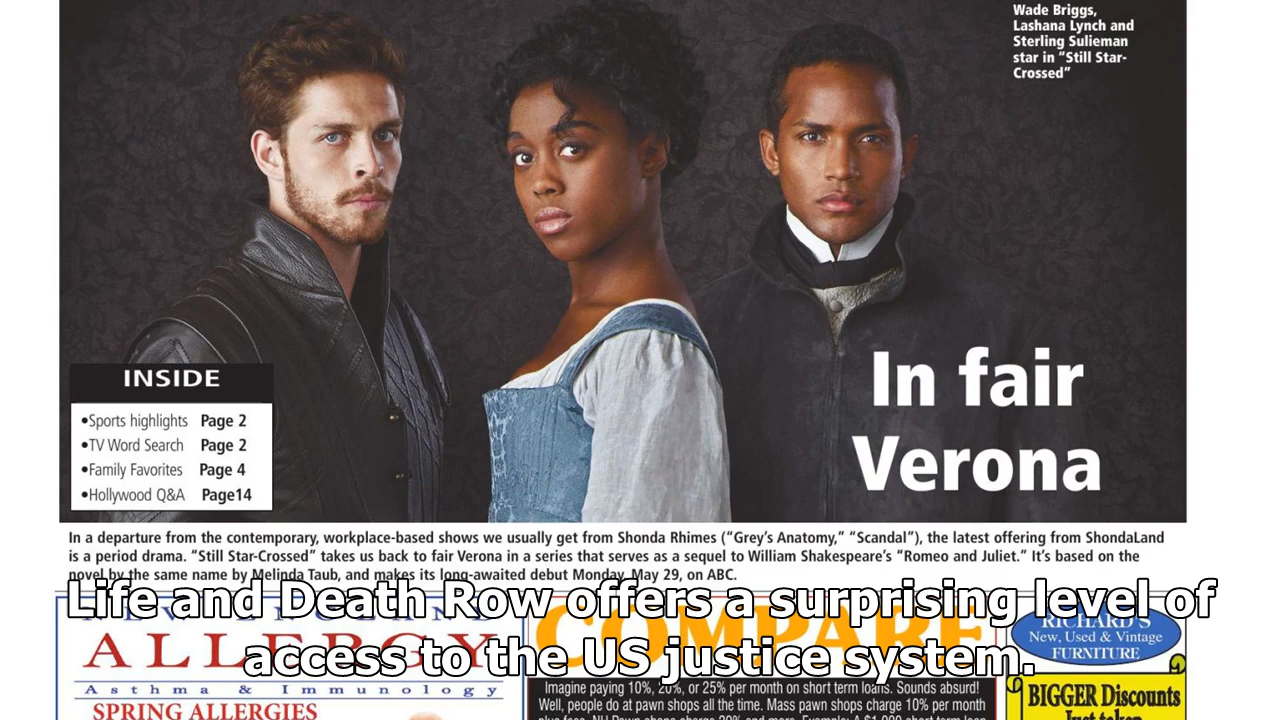 Wade Briggs,
Lashana Lynch and
Sterling Sulieman
star in “Still Star-
Crossed”
INSIDE
•Sports highlights Page 2
•TV Word Search Page 2
•Family Favorites Page 4
•Hollywood Q&A Page14
In fair
Verona
In a departure from the contemporary, workplace-based shows we usually get from Shonda Rhimes (“Grey’s Anatomy,” “Scandal”), the latest offering from ShondaLand
is a period drama. “Still Star-Crossed” takes us back to fair Verona in a series that serves as a sequel to William Shakespeare’s “Romeo and Juliet.” It’s based on the
novel by the same name by Melinda Taub, and makes its long-awaited debut Monday, May 29, on ABC.
Life and Death Row offers a surprising level of
access to the US justice system.
NEW ENGLAND
ALLERGY
Asthma & Immunology
SPRING ALLERGIES
COMPARE
Imagine paying 10%, 20%, or 25% per month on short term loans. Sounds absurd!
Well, people do at pawn shops all the time. Mass pawn shops charge 10% per month
RICHARD'S
New, Used & Vintage
FURNITURE
BIGGER Discounts
Just taken